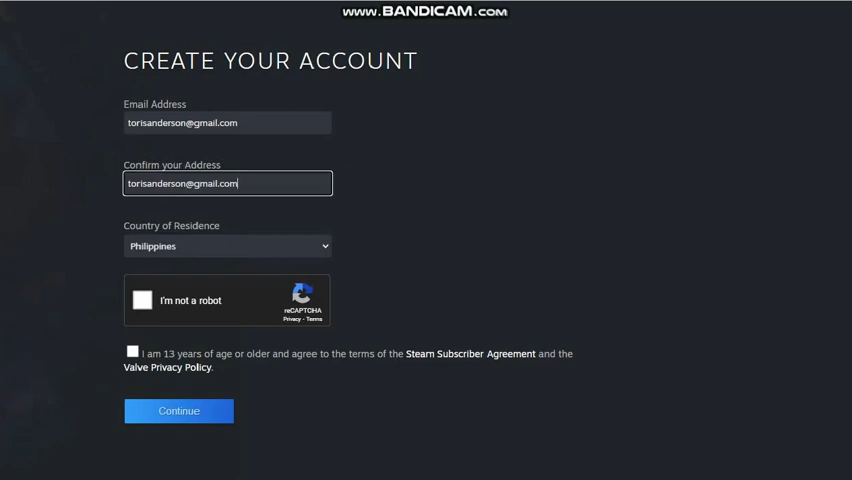 WWW.BANDICAM.COM
CREATE YOUR ACCOUNT
Email Address
torisanderson@gmail.com
Confirm your Address
torisanderson@gmail.com
Country of Residence
Philippines
I'm not a robot
reCAPTCHA
Privacy - Terms
I am 13 years of age or older and agree to the terms of the Steam Subscriber Agreement and the
Valve Privacy Policy.
Continue